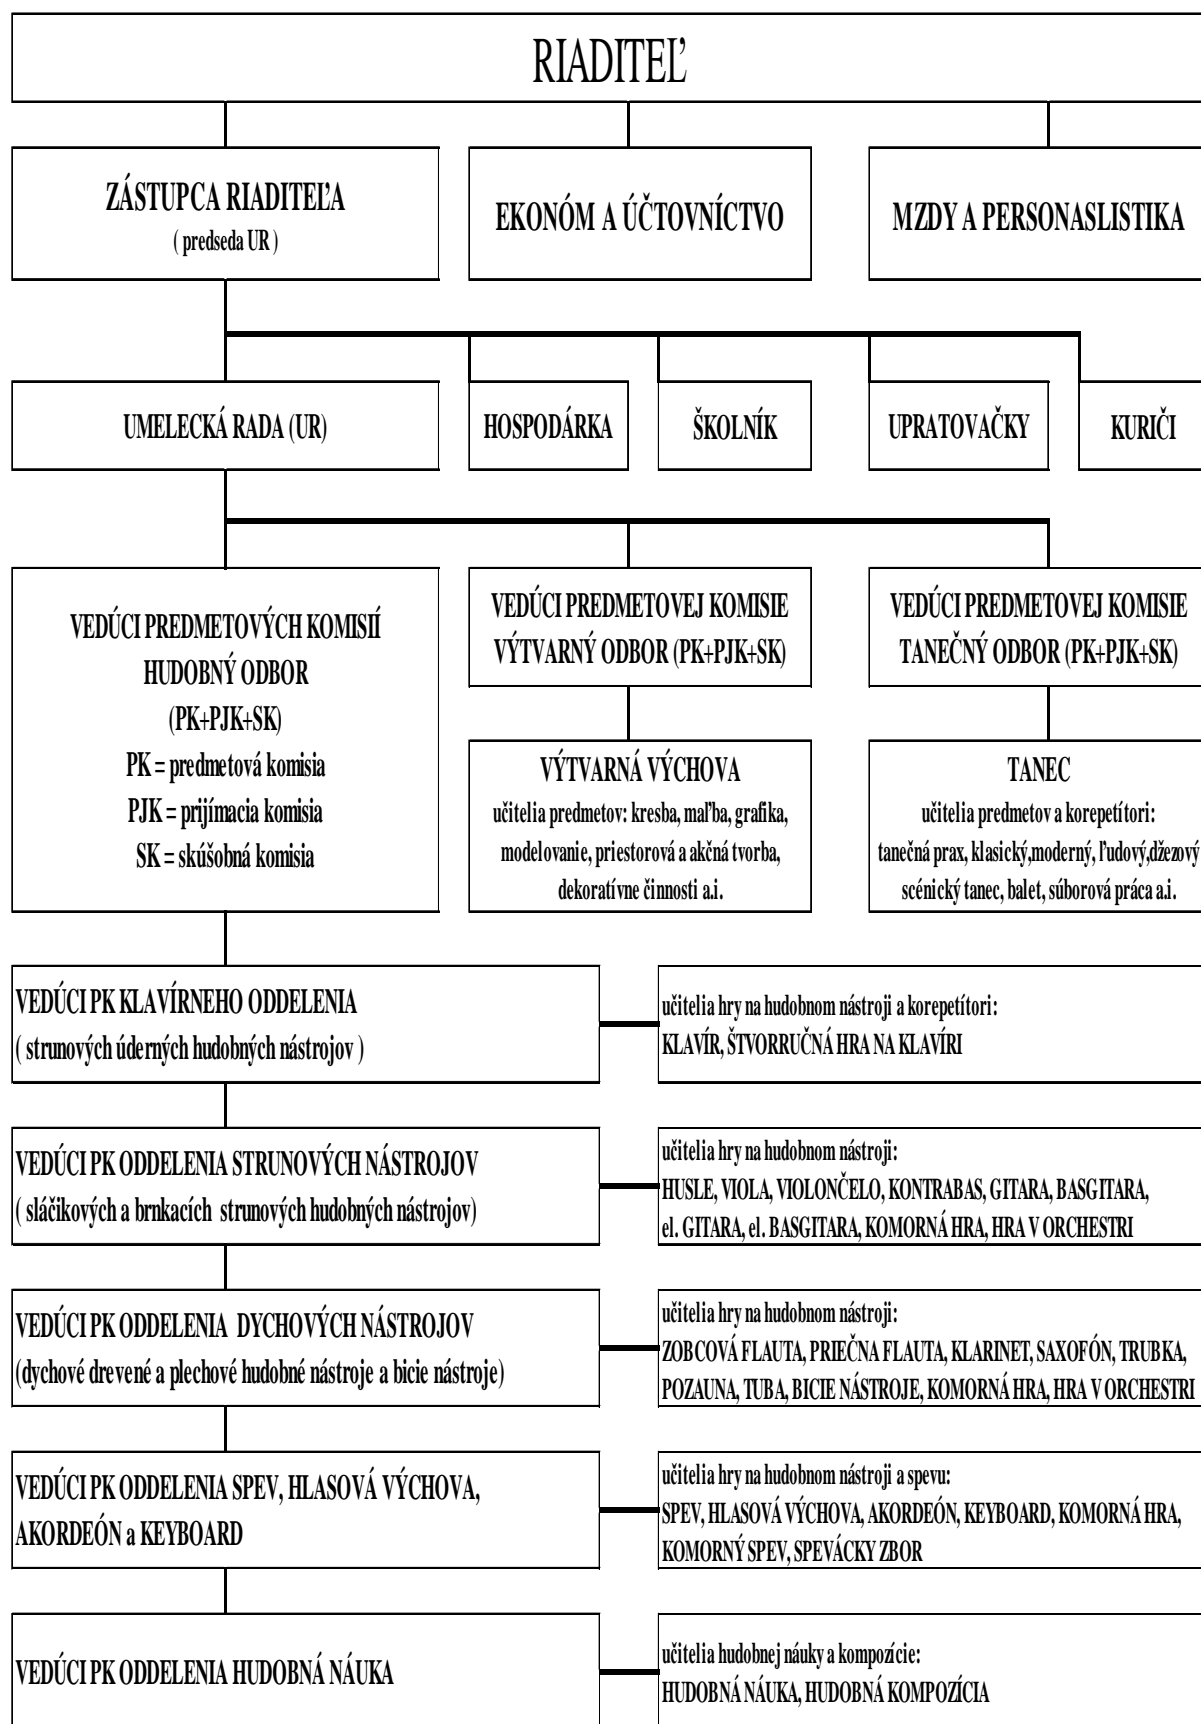 RIADITEĽ
ZÁSTUPCA RIADITEĽA
( predseda UR )
EKONÓM A ÚČTOVNÍCTVO
MZDY A PERSONASLISTIKA
UMELECKÁ RADA (UR)
HOSPODÁRKA
ŠKOLNÍK
UPRATOVAČKY
KURIČI
VEDÚCI PREDMETOVÝCH KOMISIÍ
HUDOBNÝ ODBOR
(PK+PJK+SK)
PK = predmetová komisia
PJK = prijímacia komisia
SK = skúšobná komisia
VEDÚCI PREDMETOVEJ KOMISIE
VÝTVARNÝ ODBOR (PK+PJK+SK)
VEDÚCI PREDMETOVEJ KOMISIE
TANEČNÝ ODBOR (PK+PJK+SK)
VÝTVARNÁ VÝCHOVA
učitelia predmetov: kresba, maľba, grafika,
modelovanie, priestorová a akčná tvorba,
dekoratívne činnosti a.i.
TANEC
učitelia predmetov a korepetítori:
tanečná prax, klasický,moderný, ľudový,džezový
scénický tanec, balet, súborová práca a.i.
VEDÚCI PK KLAVÍRNEHO ODDELENIA
( strunových úderných hudobných nástrojov )
učitelia hry na hudobnom nástroji a korepetítori:
KLAVÍR, ŠTVORRUČNÁ HRA NA KLAVÍRI
VEDÚCI PK ODDELENIA STRUNOVÝCH NÁSTROJOV
( sláčikových a brnkacích strunových hudobných nástrojov)
učitelia hry na hudobnom nástroji:
HUSLE, VIOLA, VIOLONČELO, KONTRABAS, GITARA, BASGITARA,
el. GITARA, el. BASGITARA, KOMORNÁ HRA, HRA V ORCHESTRI
VEDÚCI PK ODDELENIA DYCHOVÝCH NÁSTROJOV
(dychové drevené a plechové hudobné nástroje a bicie nástroje)
učitelia hry na hudobnom nástroji:
ZOBCOVÁ FLAUTA, PRIEČNA FLAUTA, KLARINET, SAXOFÓN, TRUBKA,
POZAUNA, TUBA, BICIE NÁSTROJE, KOMORNÁ HRA, HRA V ORCHESTRI
VEDÚCI PK ODDELENIA SPEV, HLASOVÁ VÝCHOVA,
AKORDEÓN a KEYBOARD
učitelia hry na hudobnom nástroji a spevu:
SPEV, HLASOVÁ VÝCHOVA, AKORDEÓN, KEYBOARD, KOMORNÁ HRA,
KOMORNÝ SPEV, SPEVÁCKY ZBOR
VEDÚCI PK ODDELENIA HUDOBNÁ NÁUKA
učitelia hudobnej náuky a kompozície:
HUDOBNÁ NÁUKA, HUDOBNÁ KOMPOZÍCIA